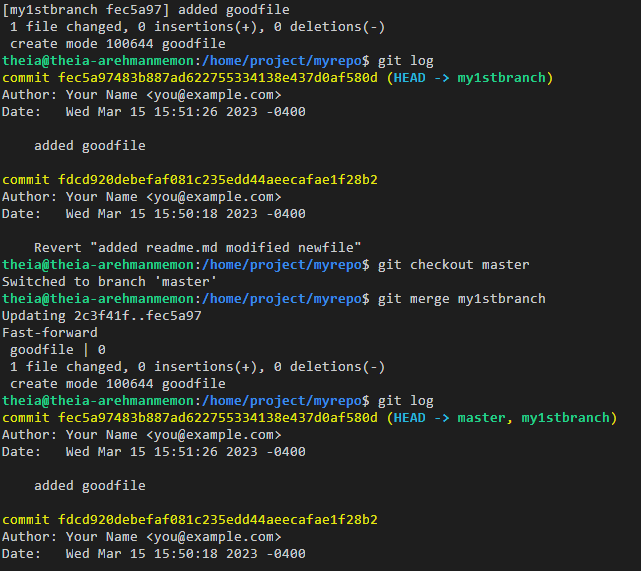 [my1stbranch fec5a97] added goodfile
 1 file changed, 0 insertions(+), 0 deletions(-)
 create mode 100644 goodfile
theia@theia-arehmanmemon:/home/project/myrepo$ git log
commit fec5a97483b887ad622755334138e437d0af580d (HEAD -> my1stbranch)
Author: Your Name <you@example.com>
Date:   Wed Mar 15 15:51:26 2023 -0400

    added goodfile

commit fdcd920debefaf081c235edd44aeecafae1f28b2
Author: Your Name <you@example.com>
Date:   Wed Mar 15 15:50:18 2023 -0400

    Revert "added readme.md modified newfile"
theia@theia-arehmanmemon:/home/project/myrepo$ git checkout master
Switched to branch 'master'
theia@theia-arehmanmemon:/home/project/myrepo$ git merge my1stbranch
Updating 2c3f41f..fec5a97
Fast-forward
 goodfile | 0
 1 file changed, 0 insertions(+), 0 deletions(-)
 create mode 100644 goodfile
theia@theia-arehmanmemon:/home/project/myrepo$ git log
commit fec5a97483b887ad622755334138e437d0af580d (HEAD -> master, my1stbranch)
Author: Your Name <you@example.com>
Date:   Wed Mar 15 15:51:26 2023 -0400

    added goodfile

commit fdcd920debefaf081c235edd44aeecafae1f28b2
Author: Your Name <you@example.com>
Date:   Wed Mar 15 15:50:18 2023 -0400